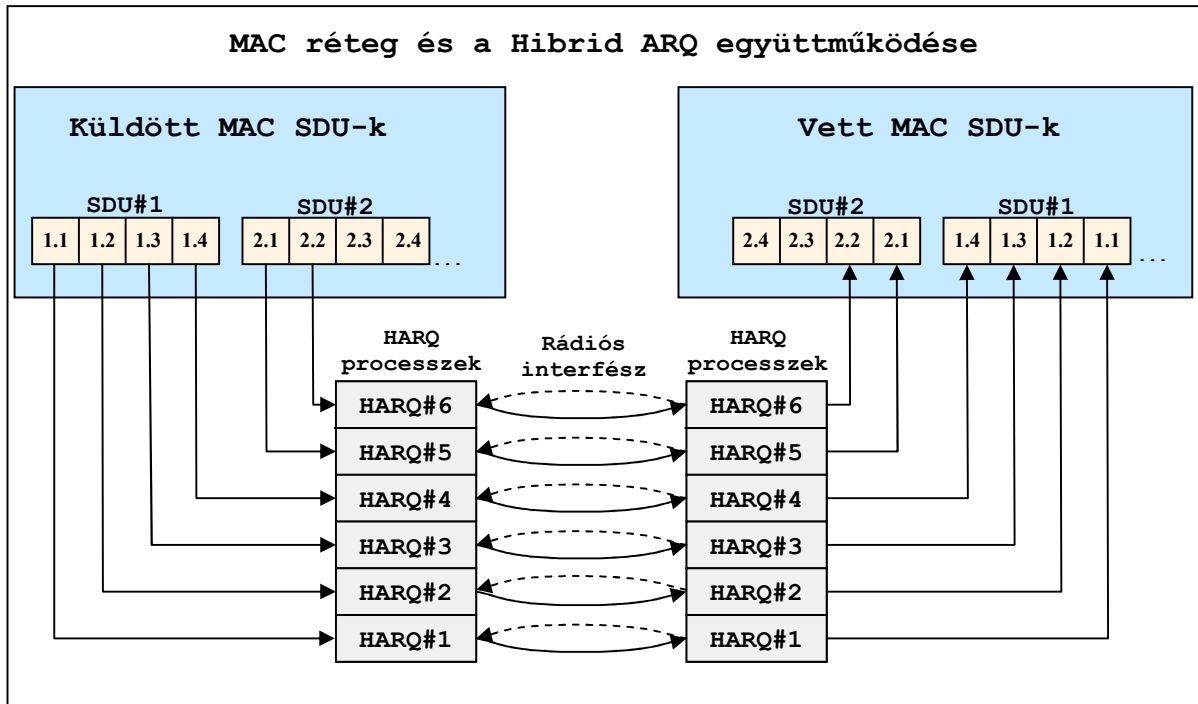 MAC réteg és a Hibrid ARQ együttműködése
Küldött MAC SDU-k
SDU#1
SDU#2
1.1 1.2 1.3 1.4
2.1 2.2 2.3 2.4
...
Vett MAC SDU-k
SDU#2
SDU#1
2.4 2.3 2.2 2.1
1.4 1.3 1.2 1.1
...
HARQ
processzek
HARQ#6
HARQ#5
HARQ#4
HARQ#3
HARQ#2
HARQ#1
Rádiós
interfész
HARQ
processzek
HARQ#6
HARQ#5
HARQ#4
HARQ#3
HARQ#2
HARQ#1